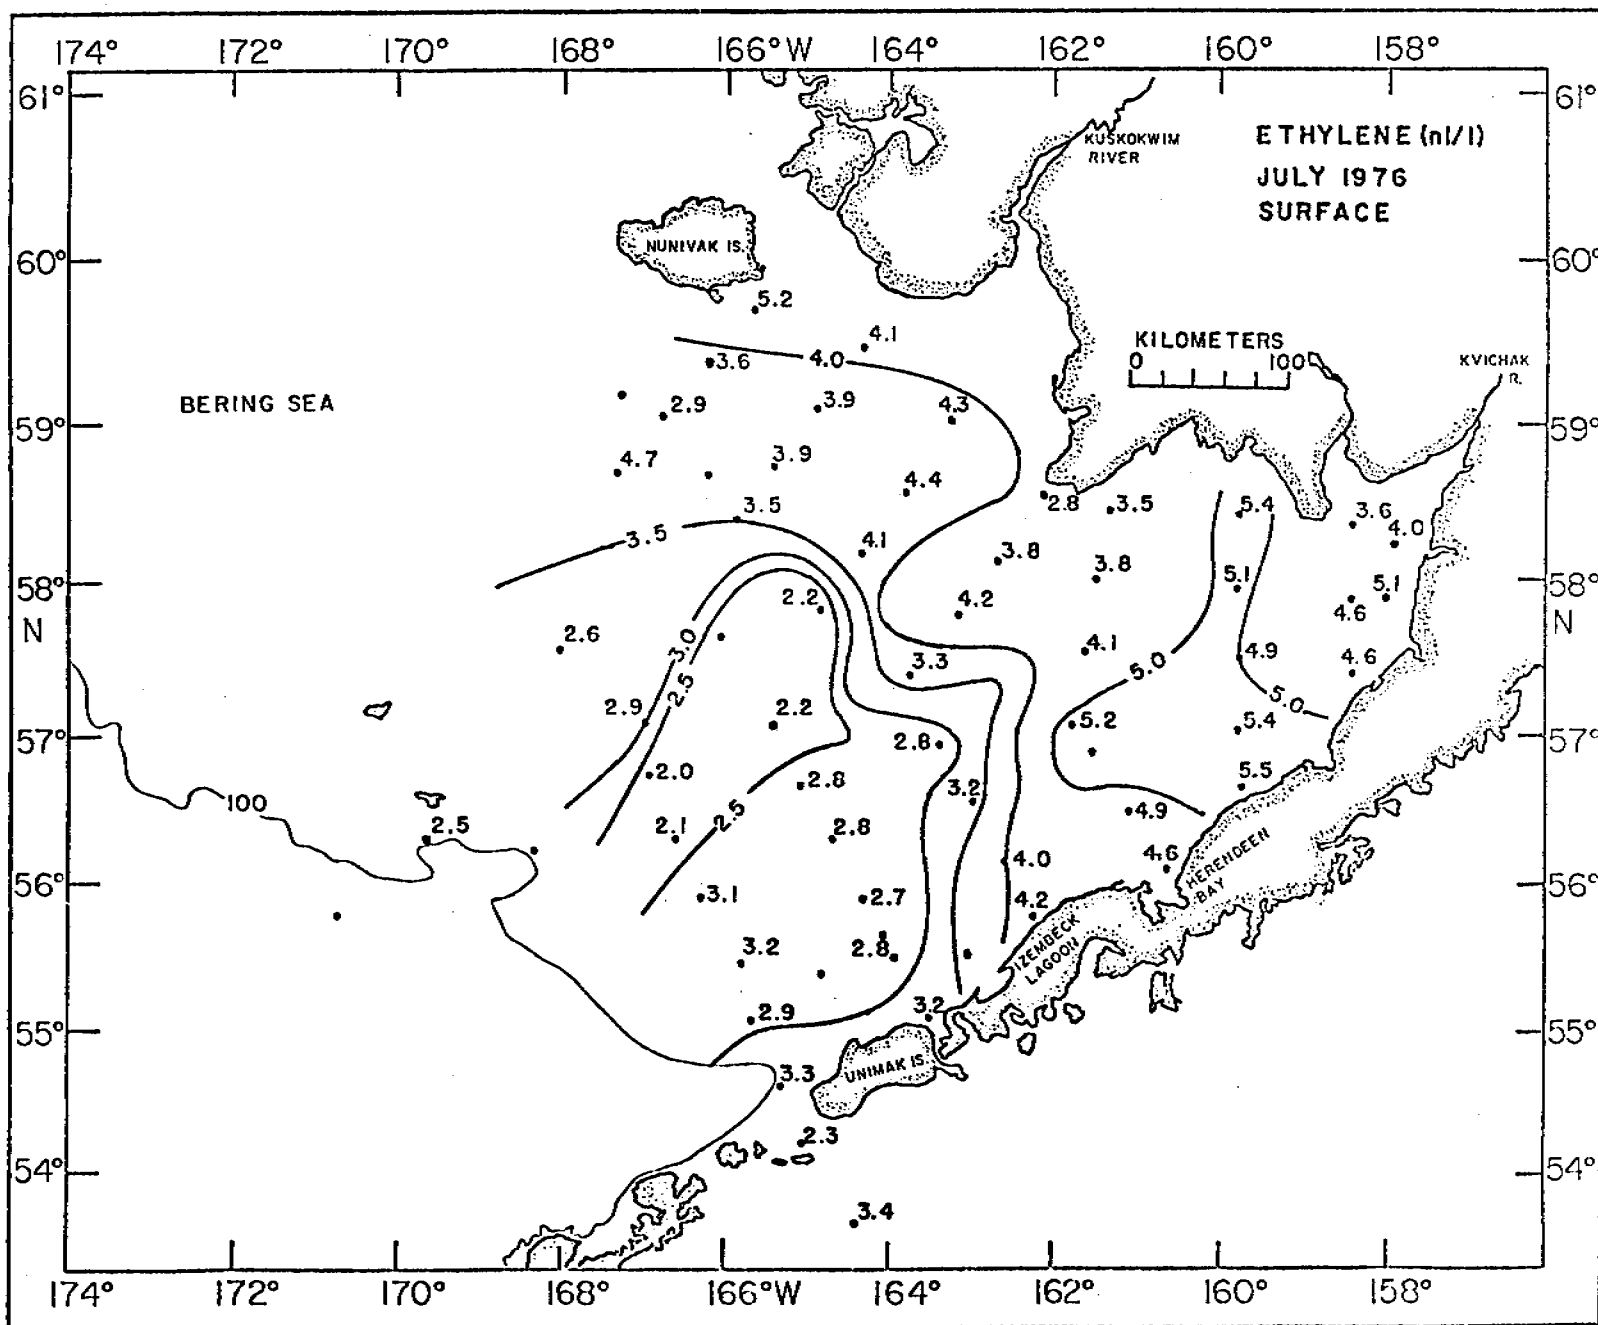 174° 172° 170° 168° 166°W 164° 162° 160° 158°
61° 61°
ETHYLENE (nl/l)
KUSKOKWIM
RIVER
JULY 1976
SURFACE
NUNIVAK IS.
60° 60°
5.2
4.1
KILOMETERS
4.0
3.6
0 100
KVICHAK
R.
BERING SEA
2.9 3.9 4.3
59° 59°
4.7 3.9
4.4
3.5 2.8 3.5 5.4 3.6
4.0
3.5
4.1 3.8
3.8
58° 58°
5.1 5.1
2.2 4.2 4.6
N N
2.6 3.0 4.1
3.3 5.0 4.9 4.6
2.5
2.9 2.2 5.2 5.0
5.4
57° 57°
2.8
2.0 2.8 3.2 5.5
100
2.5 2.5 4.9
2.1 2.8
HERENDEEN
BAY
4.0 4.6
56° 56°
3.1 2.7 4.2
IZEMBECK
LAGOON
3.2 2.8
2.9 3.2
55° 55°
3.3 UNIMAK IS.
2.3
54° 54°
3.4
174° 172° 170° 168° 166°W 164° 162° 160° 158°